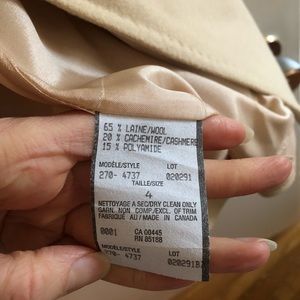 65 % LAINE/WOOL
20 % CACHEMIRE/CASHMERE
15 % POLYAMIDE
MODÈLE/STYLE LOT
270- 4737 020291
TAILLE/SIZE
4
NETTOYAGE A SEC/DRY CLEAN ONLY
GARN. NON. COMP./EXCL. OF TRIM
FABRIQUÉ AU / MADE IN CANADA
0001 CA 00445
RN 85188
MODÈLE/STYLE LOT
270- 4737